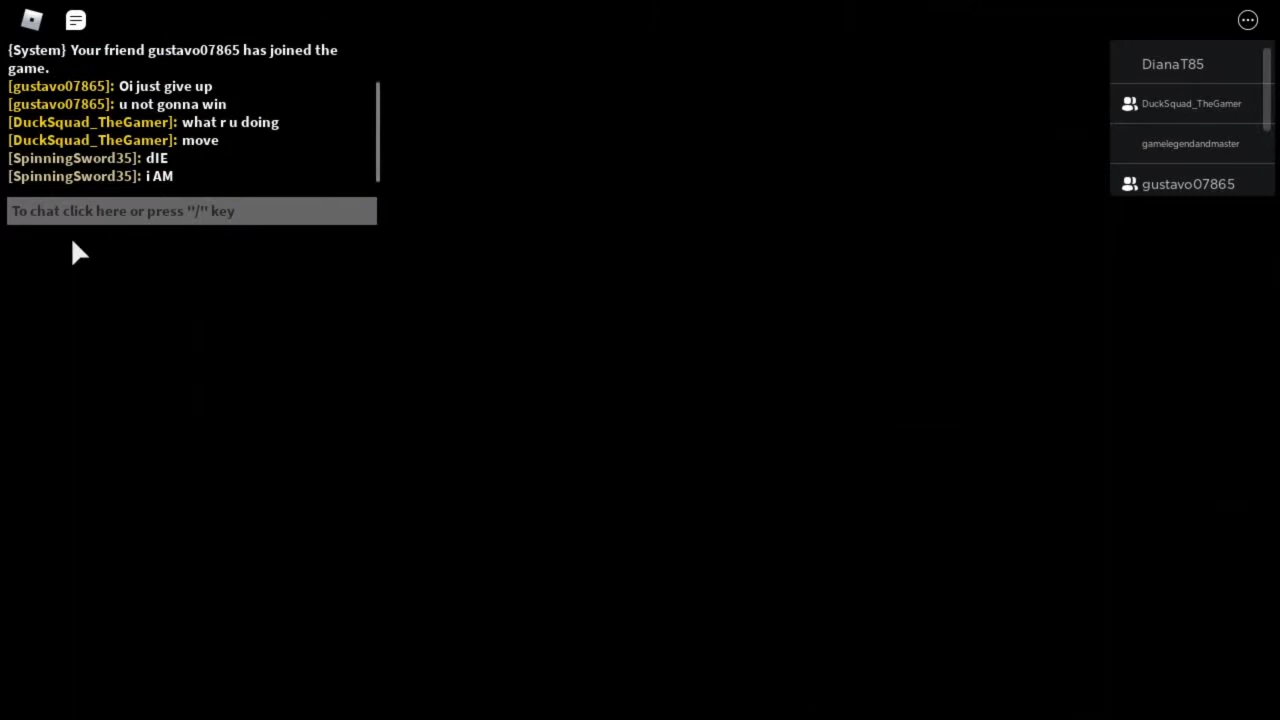 {System} Your friend gustavo07865 has joined the
game.
[gustavo07865]: Oi just give up
[gustavo07865]: u not gonna win
[DuckSquad_TheGamer]: what r u doing
[DuckSquad_TheGamer]: move
[SpinningSword35]: dIE
[SpinningSword35]: i AM
To chat click here or press "/" key
DianaT85
DuckSquad_TheGamer
gamelegendandmaster
gustavo07865